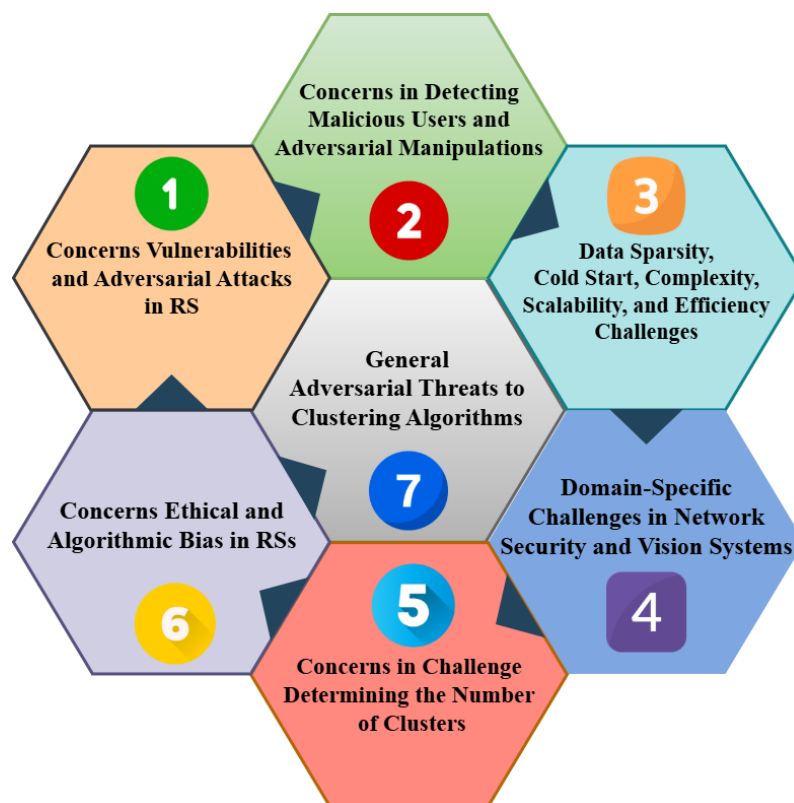 1
Concerns Vulnerabilities
and Adversarial Attacks
in RS
Concerns in Detecting
Malicious Users and
Adversarial Manipulations
2
3
Data Sparsity,
Cold Start, Complexity,
Scalability, and Efficiency
Challenges
Domain-Specific
Challenges in Network
Security and Vision Systems
4
5
Concerns in Challenge
Determining the Number
of Clusters
Concerns Ethical and
Algorithmic Bias in RSs
6
General
Adversarial Threats to
Clustering Algorithms
7